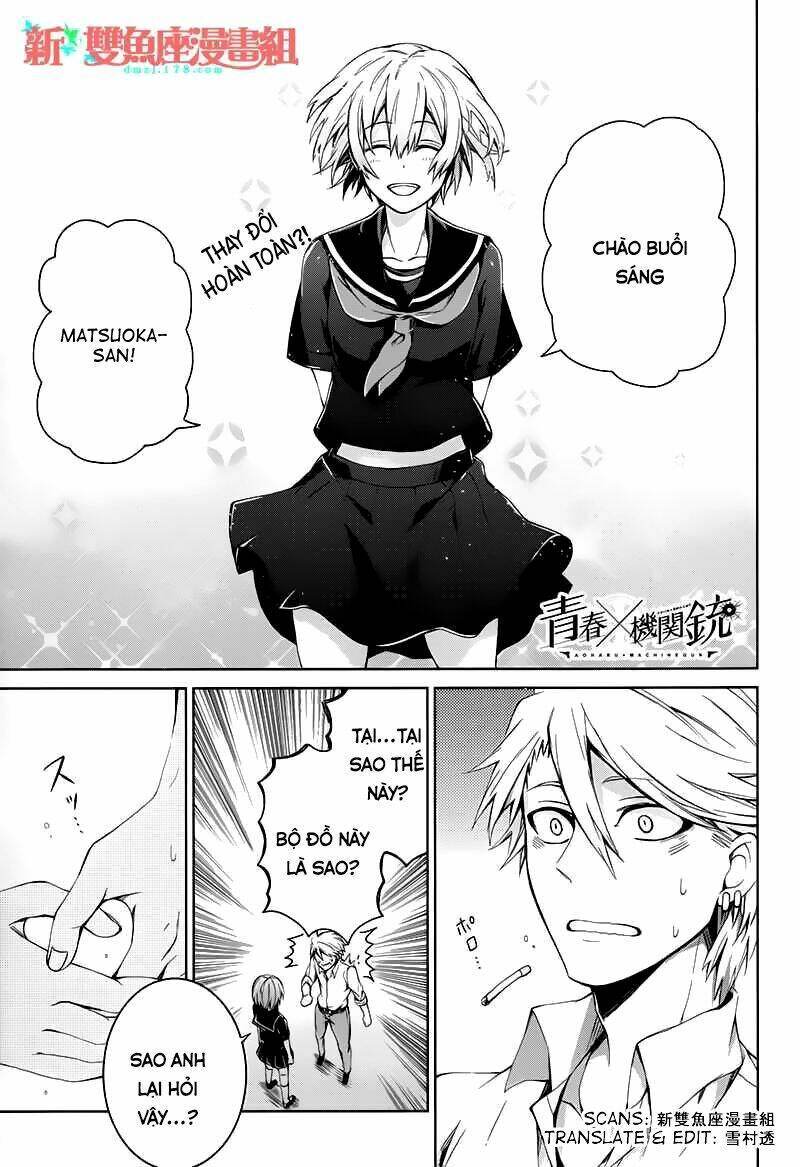 新雙魚座漫畫組
dmzj.178.com
CHÀO BUỔI
SÁNG
THAY ĐỔI
HOÀN TOÀN?!
MATSUOKA-
SAN!
青春×機関銃
AOHARU×MACHINEGUN
ポロ…
TẠI...TẠI
SAO THẾ
NÀY?
BỘ ĐỒ NÀY
LÀ SAO?
スッ
SAO ANH
LẠI HỎI
VẬY...?
SCANS: 新雙魚座漫畫組
TRANSLATE & EDIT: 雪村透